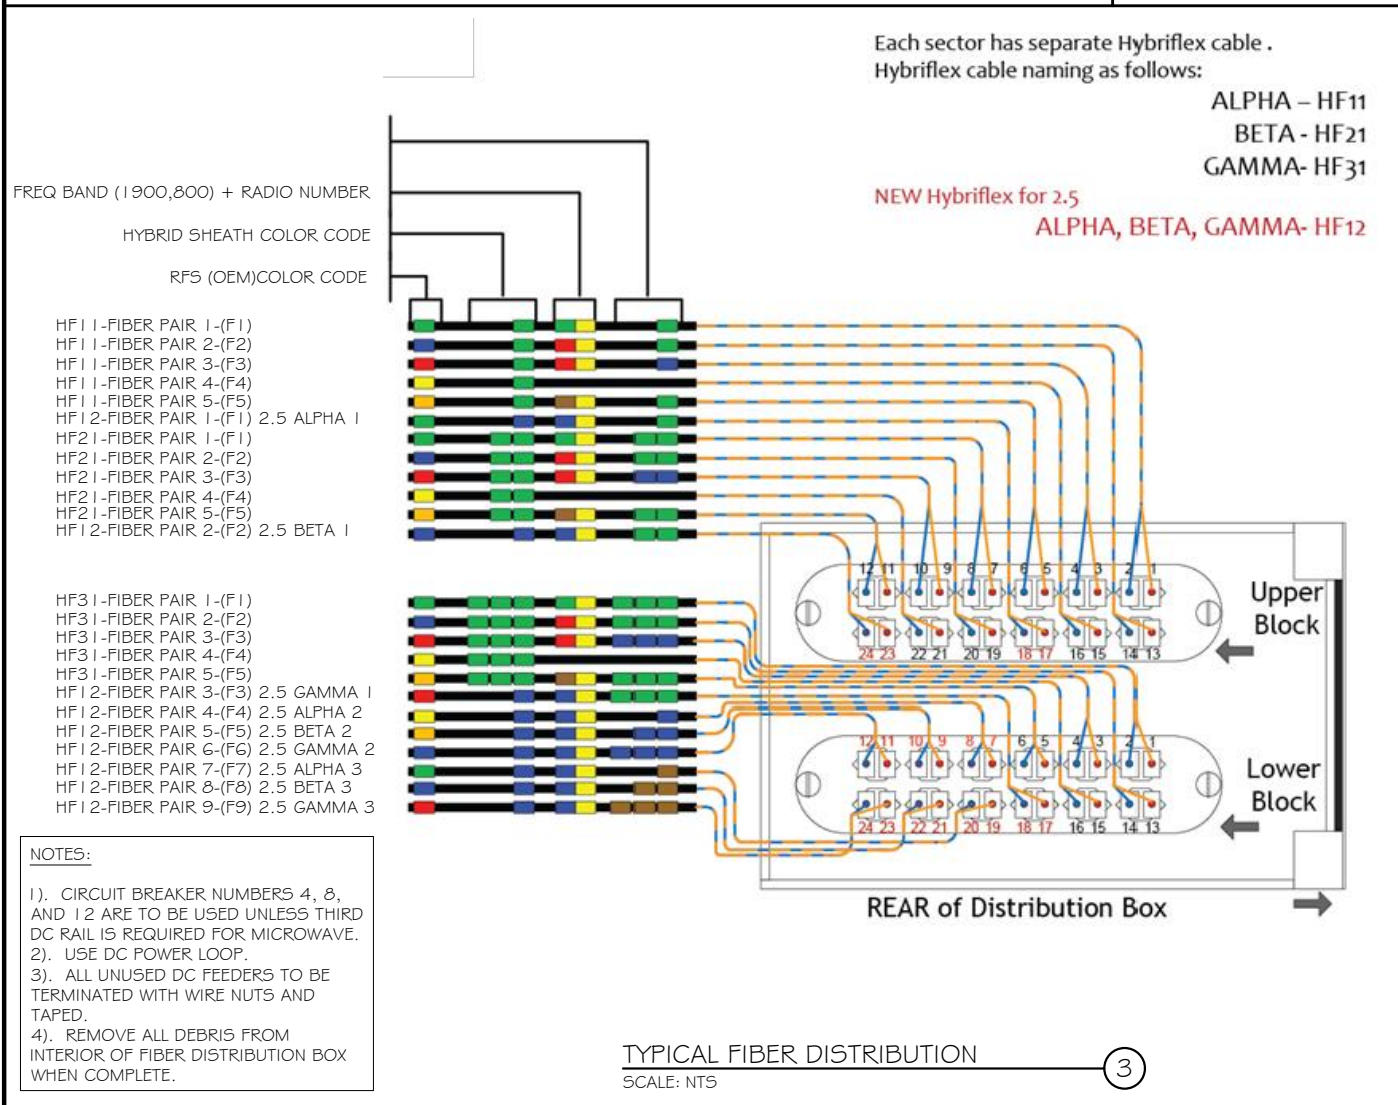 Each sector has separate Hybriflex cable .
Hybriflex cable naming as follows:
ALPHA – HF11
BETA - HF21
GAMMA- HF31
NEW Hybriflex for 2.5
ALPHA, BETA, GAMMA- HF12
FREQ BAND (1900,800) + RADIO NUMBER
HYBRID SHEATH COLOR CODE
RFS (OEM)COLOR CODE
HF11-FIBER PAIR 1-(F1)
HF11-FIBER PAIR 2-(F2)
HF11-FIBER PAIR 3-(F3)
HF11-FIBER PAIR 4-(F4)
HF11-FIBER PAIR 5-(F5)
HF12-FIBER PAIR 1-(F1) 2.5 ALPHA 1
HF21-FIBER PAIR 1-(F1)
HF21-FIBER PAIR 2-(F2)
HF21-FIBER PAIR 3-(F3)
HF21-FIBER PAIR 4-(F4)
HF21-FIBER PAIR 5-(F5)
HF12-FIBER PAIR 2-(F2) 2.5 BETA 1
HF31-FIBER PAIR 1-(F1)
HF31-FIBER PAIR 2-(F2)
HF31-FIBER PAIR 3-(F3)
HF31-FIBER PAIR 4-(F4)
HF31-FIBER PAIR 5-(F5)
HF12-FIBER PAIR 3-(F3) 2.5 GAMMA 1
HF12-FIBER PAIR 4-(F4) 2.5 ALPHA 2
HF12-FIBER PAIR 5-(F5) 2.5 BETA 2
HF12-FIBER PAIR 6-(F6) 2.5 GAMMA 2
HF12-FIBER PAIR 7-(F7) 2.5 ALPHA 3
HF12-FIBER PAIR 8-(F8) 2.5 BETA 3
HF12-FIBER PAIR 9-(F9) 2.5 GAMMA 3
12 11 10 9 8 7 6 5 4 3 2 1
24 23 22 21 20 19 18 17 16 15 14 13
Upper
Block
12 11 10 9 8 7 6 5 4 3 2 1
24 23 22 21 20 19 18 17 16 15 14 13
Lower
Block
REAR of Distribution Box
NOTES:
1). CIRCUIT BREAKER NUMBERS 4, 8,
AND 12 ARE TO BE USED UNLESS THIRD
DC RAIL IS REQUIRED FOR MICROWAVE.
2). USE DC POWER LOOP.
3). ALL UNUSED DC FEEDERS TO BE
TERMINATED WITH WIRE NUTS AND
TAPED.
4). REMOVE ALL DEBRIS FROM
INTERIOR OF FIBER DISTRIBUTION BOX
WHEN COMPLETE.
TYPICAL FIBER DISTRIBUTION
SCALE: NTS
3